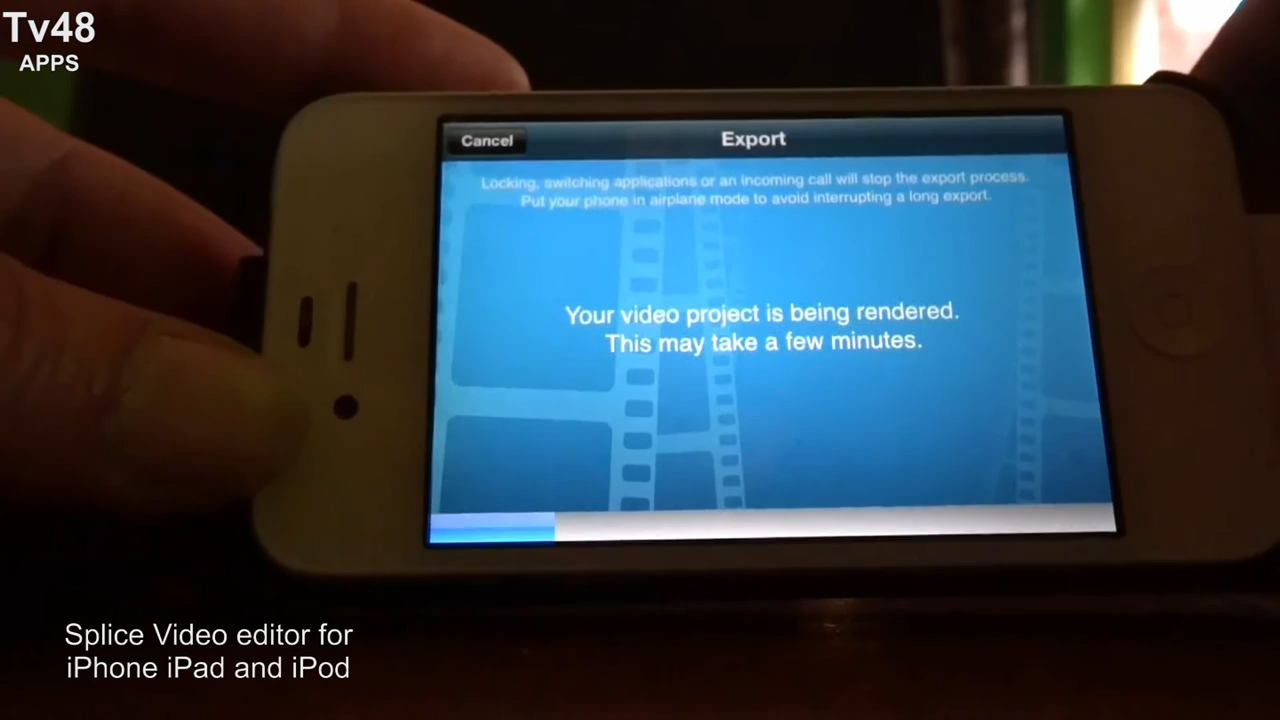 Tv48
APPS
Cancel
Export
Locking, switching applications or an incoming call will stop the export process.
Put your phone in airplane mode to avoid interrupting a long export.
Your video project is being rendered.
This may take a few minutes.
Splice Video editor for
iPhone iPad and iPod